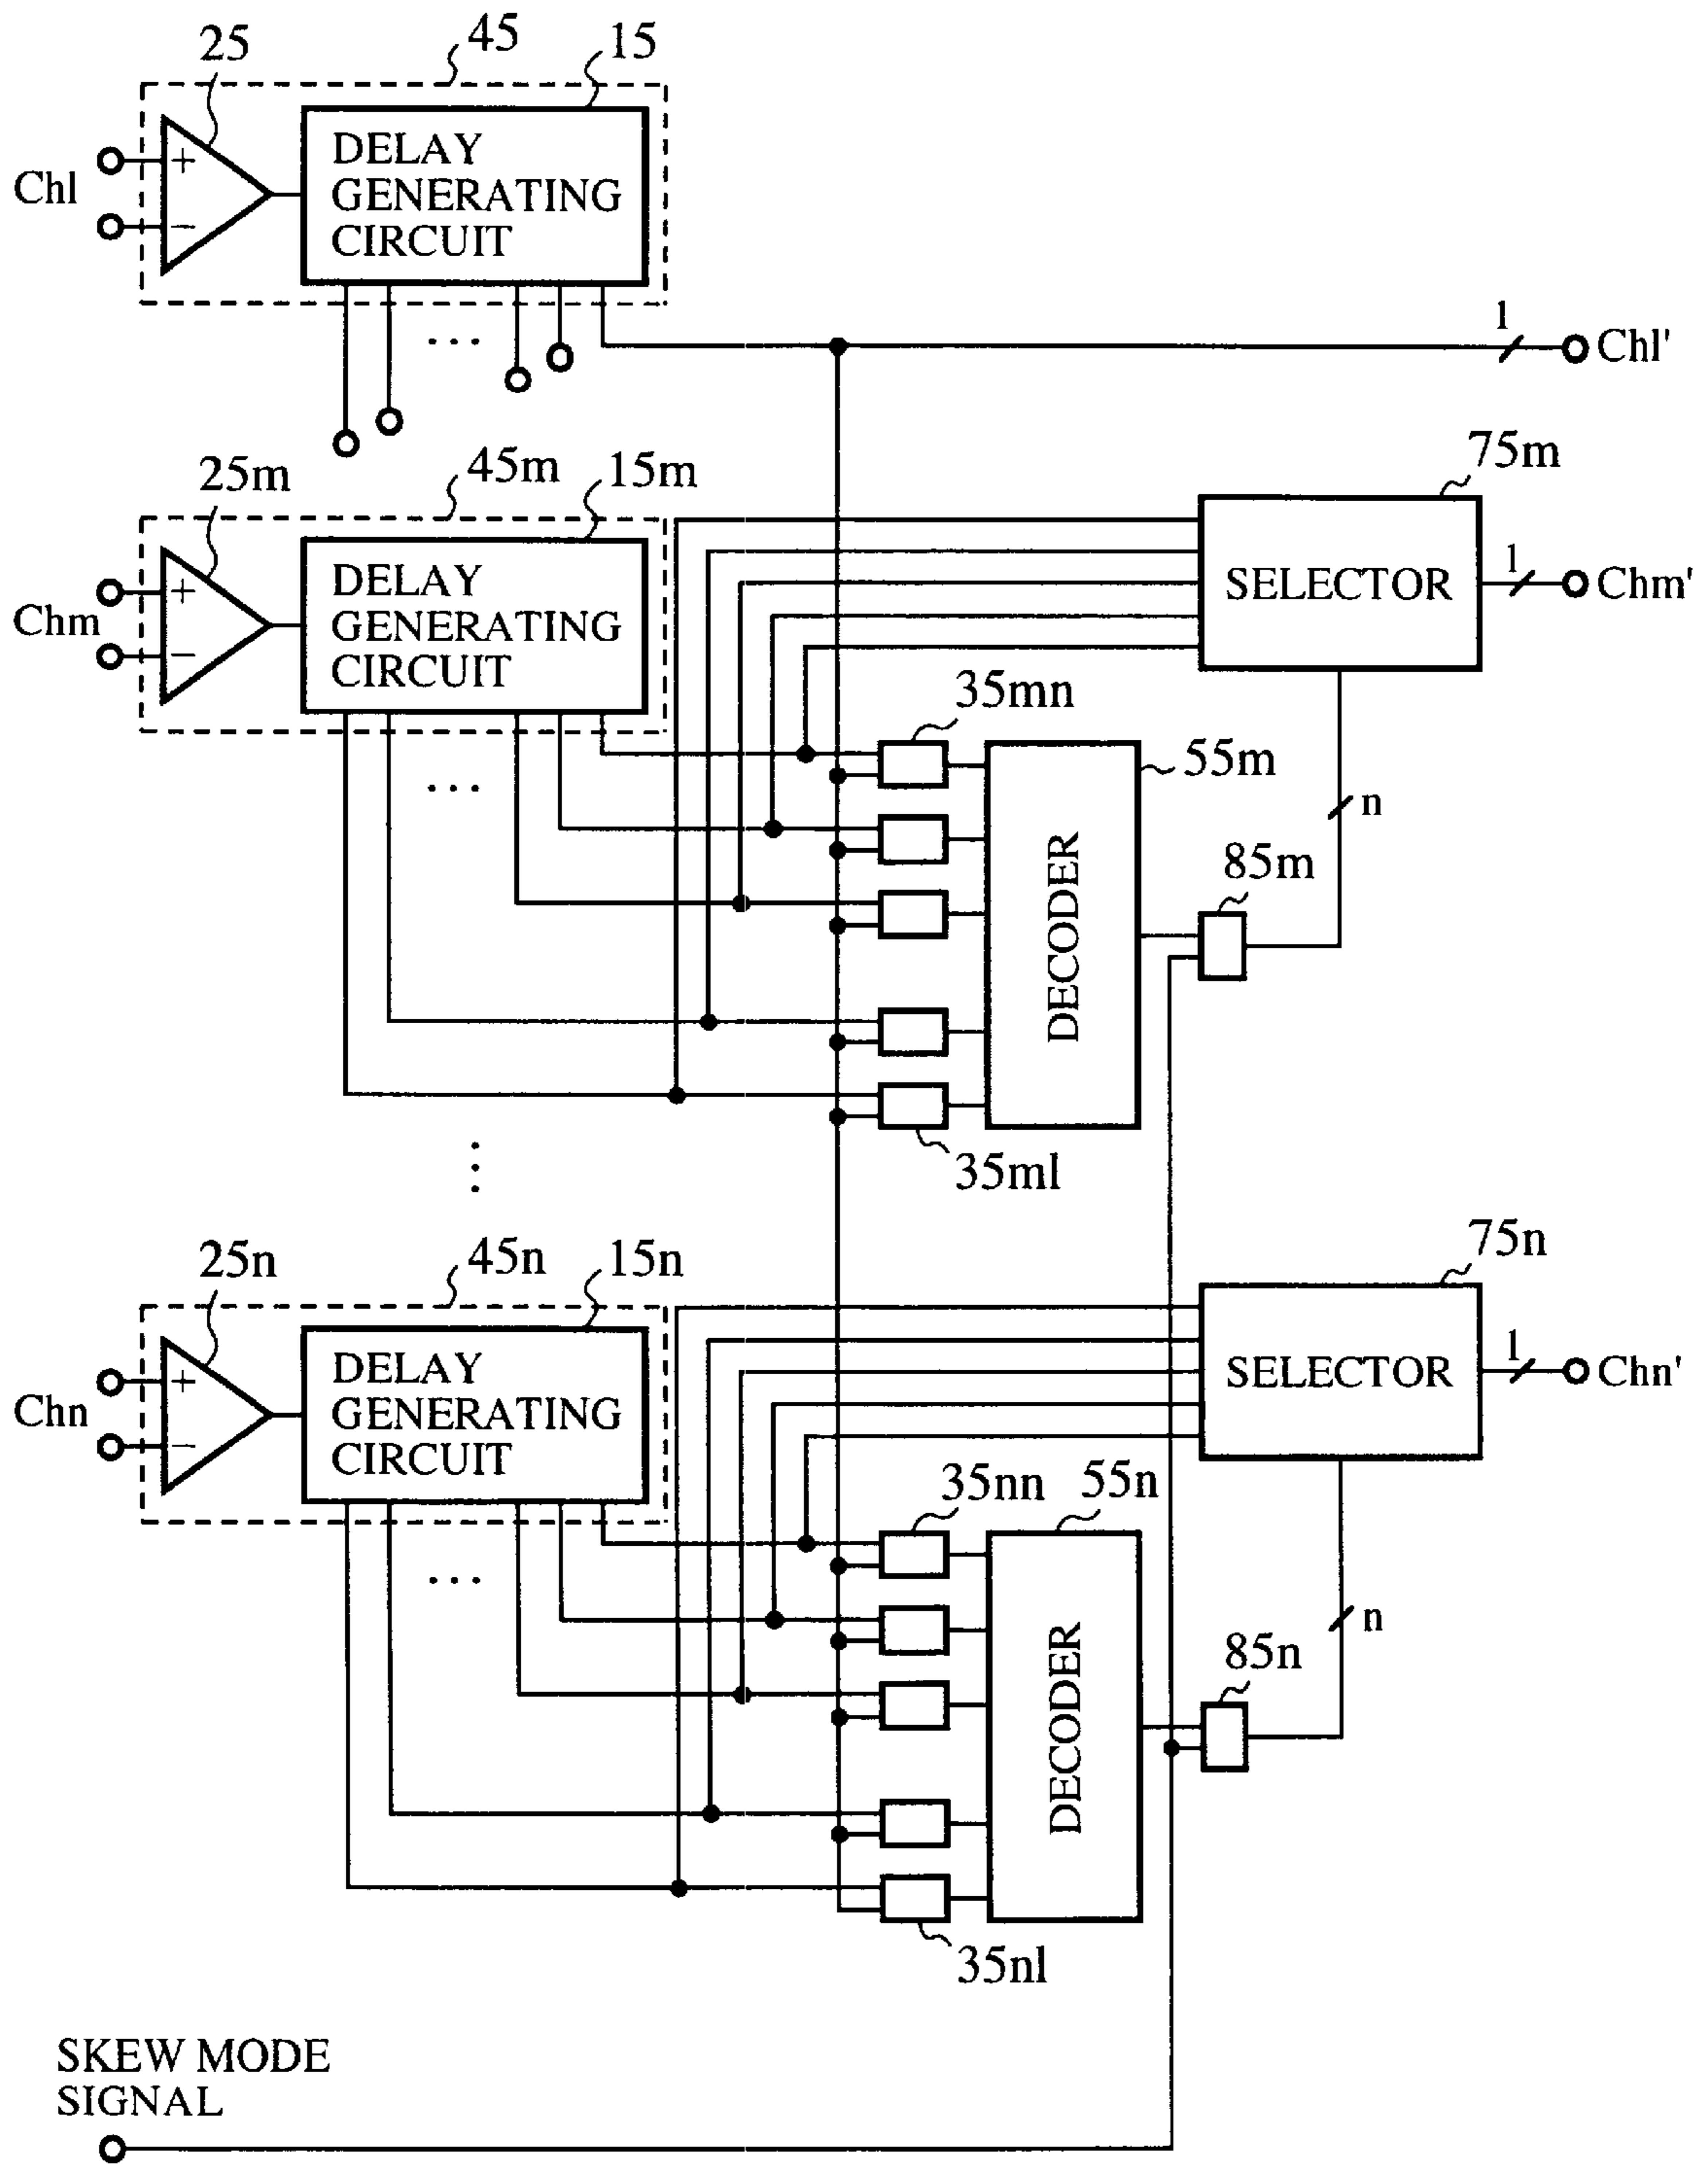 25
45
15
Chl
+
−
DELAY
GENERATING
CIRCUIT
...
1
Chl'
25m
45m
15m
75m
Chm
+
−
DELAY
GENERATING
CIRCUIT
SELECTOR
1
Chm'
...
35mn
55m
DECODER
n
85m
35ml
25n
45n
15n
75n
Chn
+
−
DELAY
GENERATING
CIRCUIT
SELECTOR
1
Chn'
...
35nn
55n
DECODER
n
85n
35nl
SKEW MODE
SIGNAL